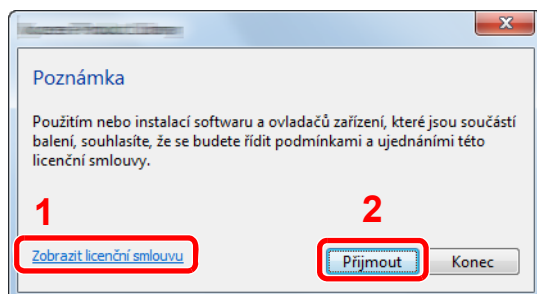 Poznámka
Použitím nebo instalací softwaru a ovladačů zařízení, které jsou součástí
balení, souhlasíte, že se budete řídit podmínkami a ujednáními této
licenční smlouvy.
1
2
Zobrazit licenční smlouvu
Přijmout
Konec